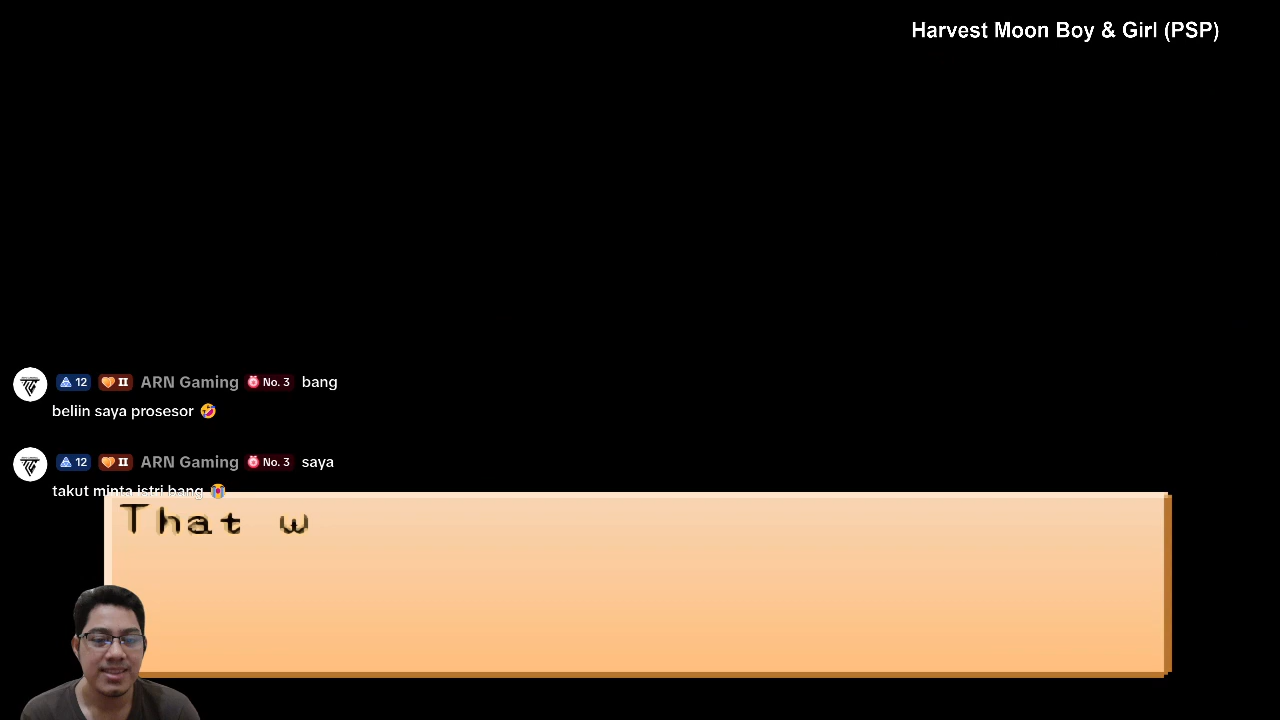 Harvest Moon Boy & Girl (PSP)
12 II ARN Gaming No. 3 bang
beliin saya prosesor 🤣
12 II ARN Gaming No. 3 saya
takut minta istri bang 😭
That w